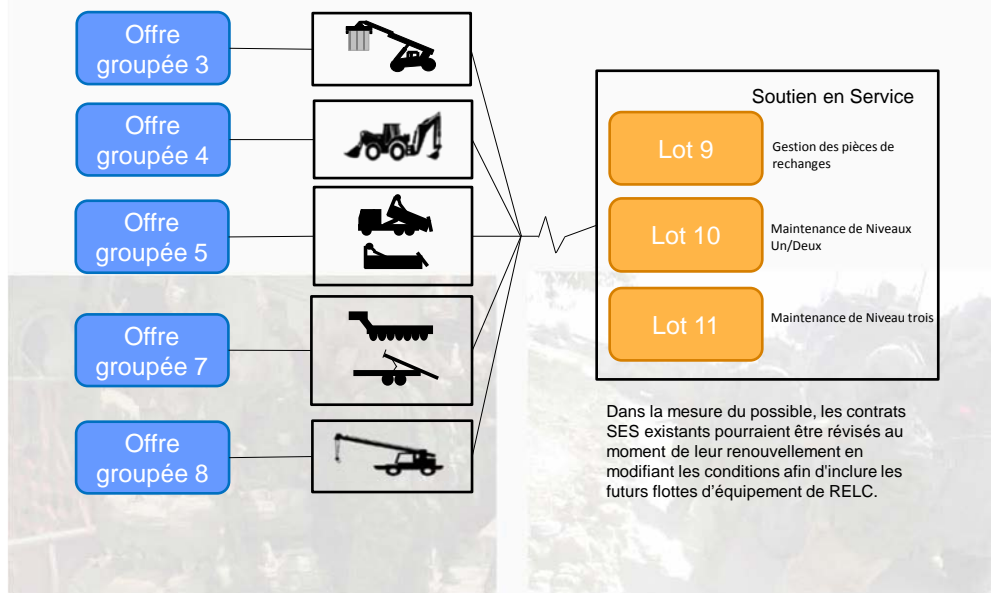 Offre
groupée 3
Offre
groupée 4
Offre
groupée 5
Offre
groupée 7
Offre
groupée 8
Soutien en Service
Lot 9
Gestion des pièces de
rechanges
Lot 10
Maintenance de Niveaux
Un/Deux
Lot 11
Maintenance de Niveau trois
Dans la mesure du possible, les contrats
SES existants pourraient être révisés au
moment de leur renouvellement en
modifiant les conditions afin d'inclure les
futurs flottes d'équipement de RELC.